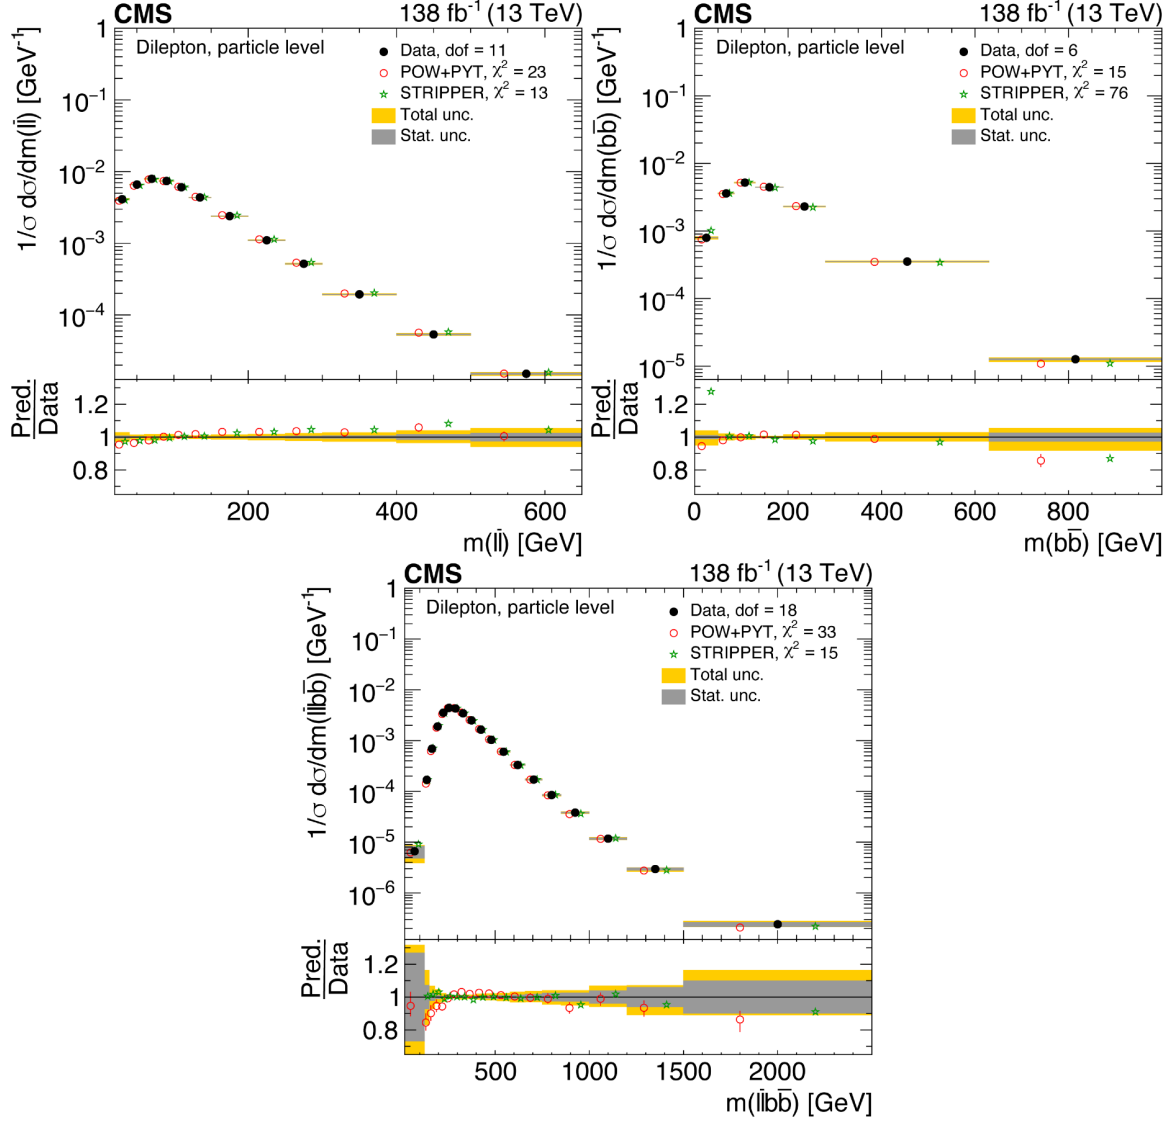 CMS 138 fb⁻¹ (13 TeV)
Dilepton, particle level
Data, dof = 11
POW+PYT, χ² = 23
STRIPPER, χ² = 13
Total unc.
Stat. unc.
1/σ dσ/dm(ll̄) [GeV⁻¹]
1
10⁻¹
10⁻²
10⁻³
10⁻⁴
Pred.
Data
1.2
1
0.8
200 400 600
m(ll̄) [GeV]
CMS 138 fb⁻¹ (13 TeV)
Dilepton, particle level
Data, dof = 6
POW+PYT, χ² = 15
STRIPPER, χ² = 76
Total unc.
Stat. unc.
1/σ dσ/dm(bb̄) [GeV⁻¹]
1
10⁻¹
10⁻²
10⁻³
10⁻⁴
10⁻⁵
Pred.
Data
1.2
1
0.8
0 200 400 600 800 1000
m(bb̄) [GeV]
CMS 138 fb⁻¹ (13 TeV)
Dilepton, particle level
Data, dof = 18
POW+PYT, χ² = 33
STRIPPER, χ² = 15
Total unc.
Stat. unc.
1/σ dσ/dm(ll̄bb̄) [GeV⁻¹]
1
10⁻¹
10⁻²
10⁻³
10⁻⁴
10⁻⁵
10⁻⁶
Pred.
Data
1.2
1
0.8
500 1000 1500 2000
m(ll̄bb̄) [GeV]